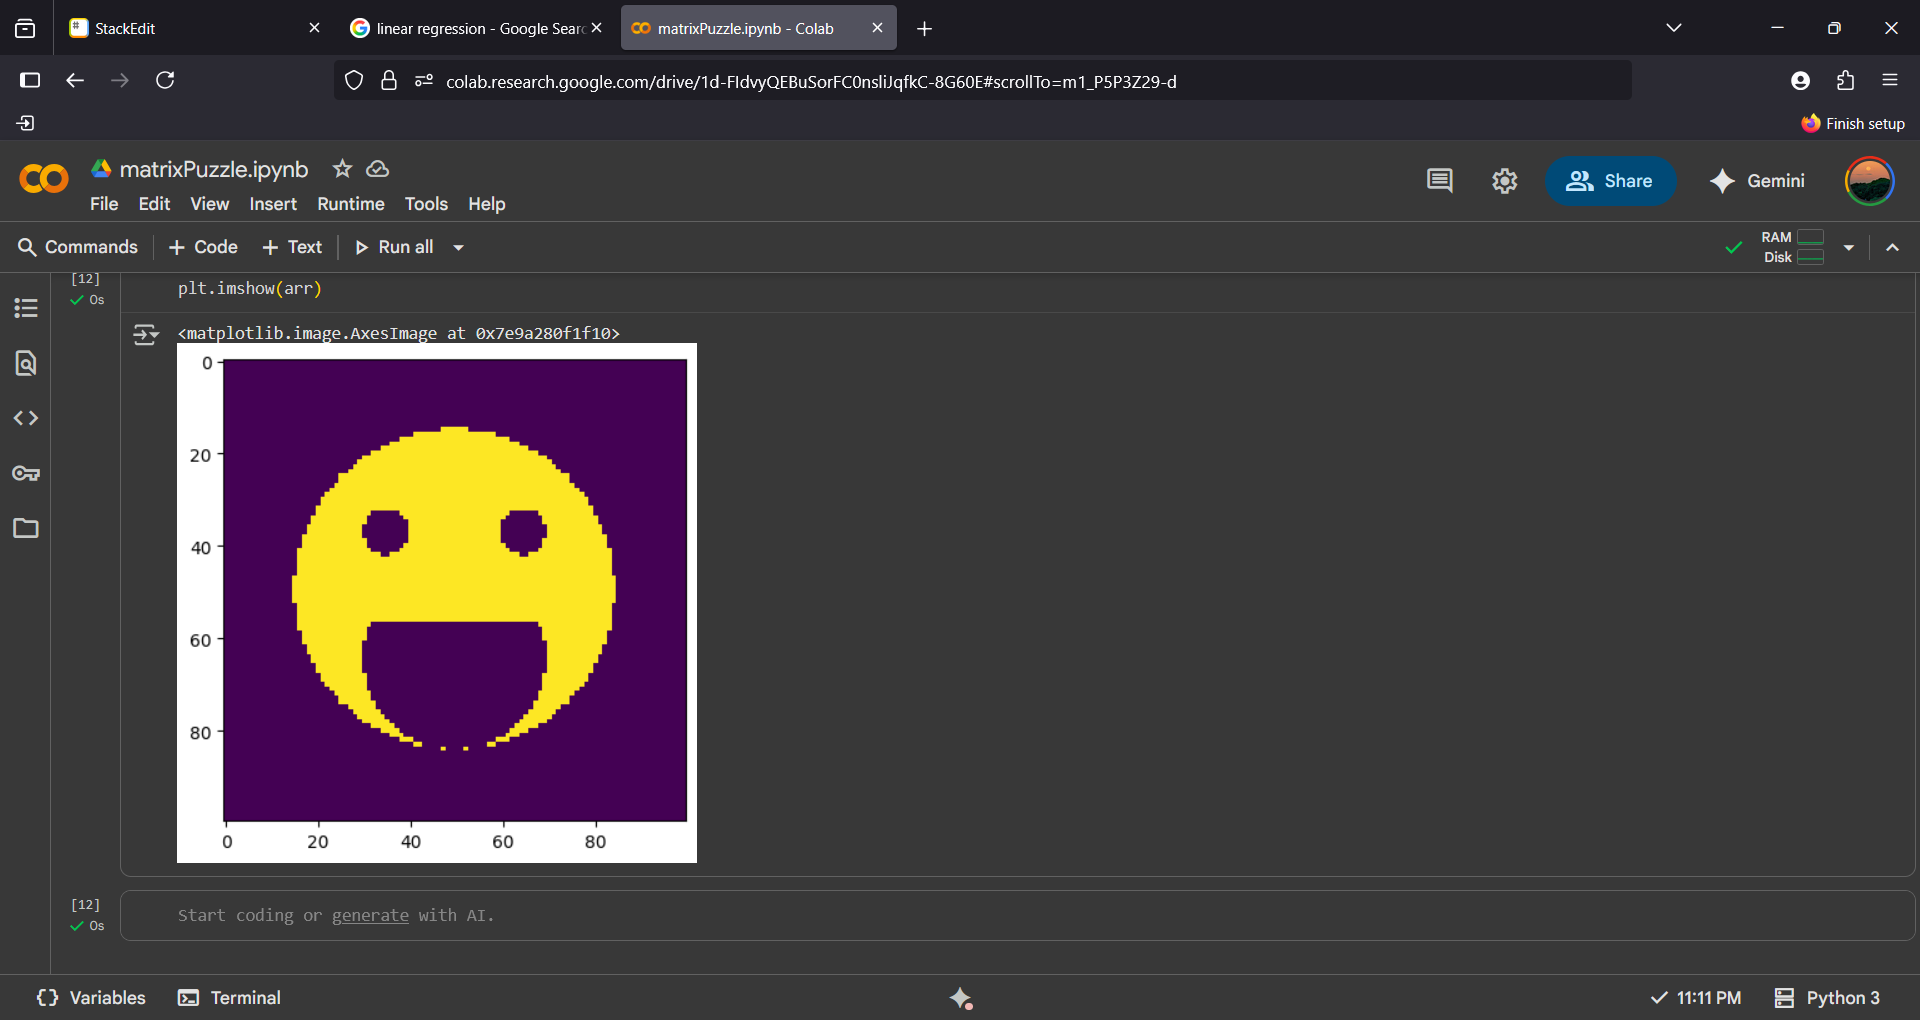 StackEdit
linear regression - Google Sear
matrixPuzzle.ipynb - Colab
colab.research.google.com/drive/1d-FIdvyQEBuSorFC0nsliJqfkC-8G60E#scrollTo=m1_P5P3Z29-d
Finish setup
matrixPuzzle.ipynb
File Edit View Insert Runtime Tools Help
Share
Gemini
Commands + Code + Text Run all
RAM
Disk
[12]
0s
plt.imshow(arr)
<matplotlib.image.AxesImage at 0x7e9a280f1f10>
0
20
40
60
80
0 20 40 60 80
[12]
0s
Start coding or generate with AI.
Variables Terminal
11:11 PM Python 3